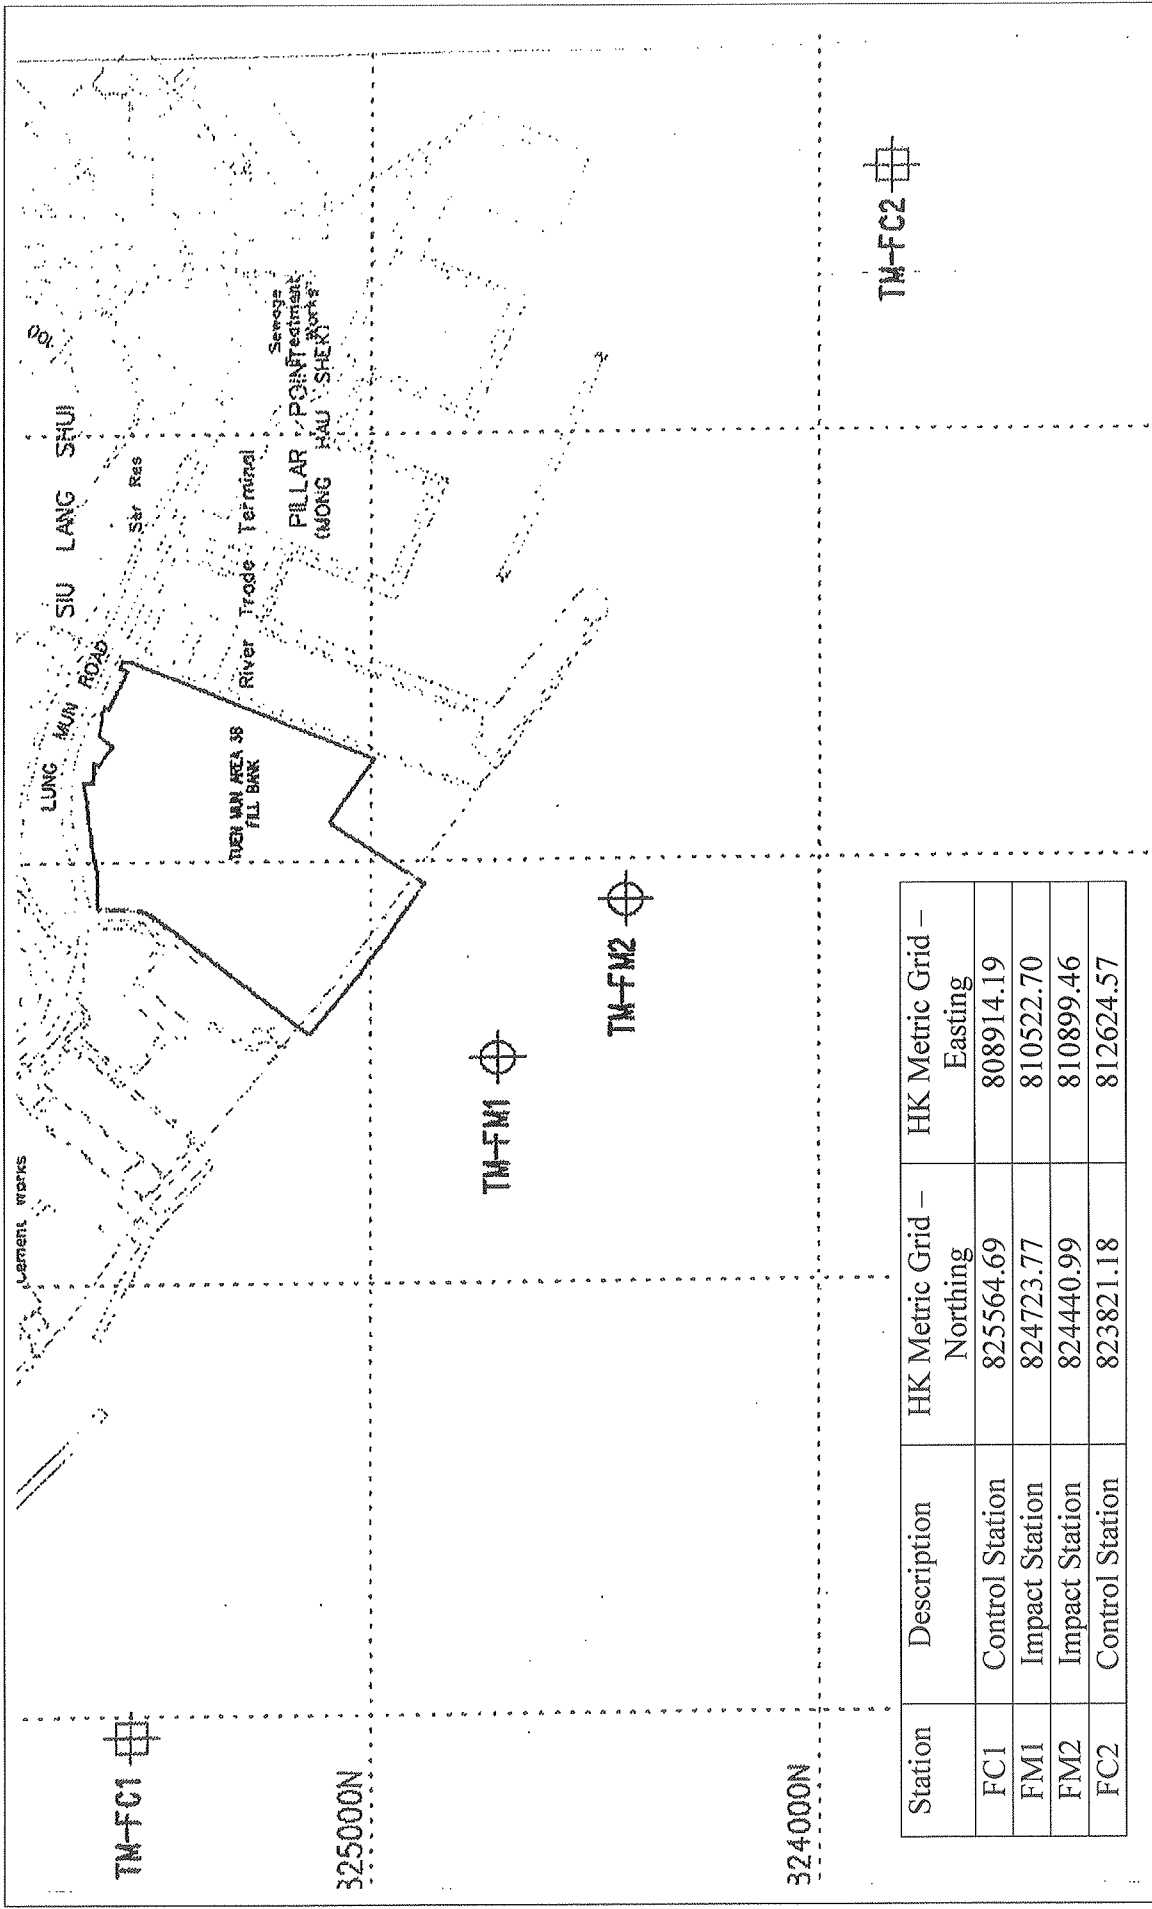 Cement works
LUNG MUN ROAD
SIU LANG SHUI
Ser Res
TUEN MUN AREA 38
FILL BANK
River Trade Terminal
Sewage
Treatment
Works
PILLAR POINT
(MONG HAU SHEK)
TM-FC1
TM-FM1
TM-FM2
TM-FC2
825000N
824000N
Station Description HK Metric Grid – Northing HK Metric Grid – Easting
FC1 Control Station 825564.69 808914.19
FM1 Impact Station 824723.77 810522.70
FM2 Impact Station 824440.99 810899.46
FC2 Control Station 823821.18 812624.57